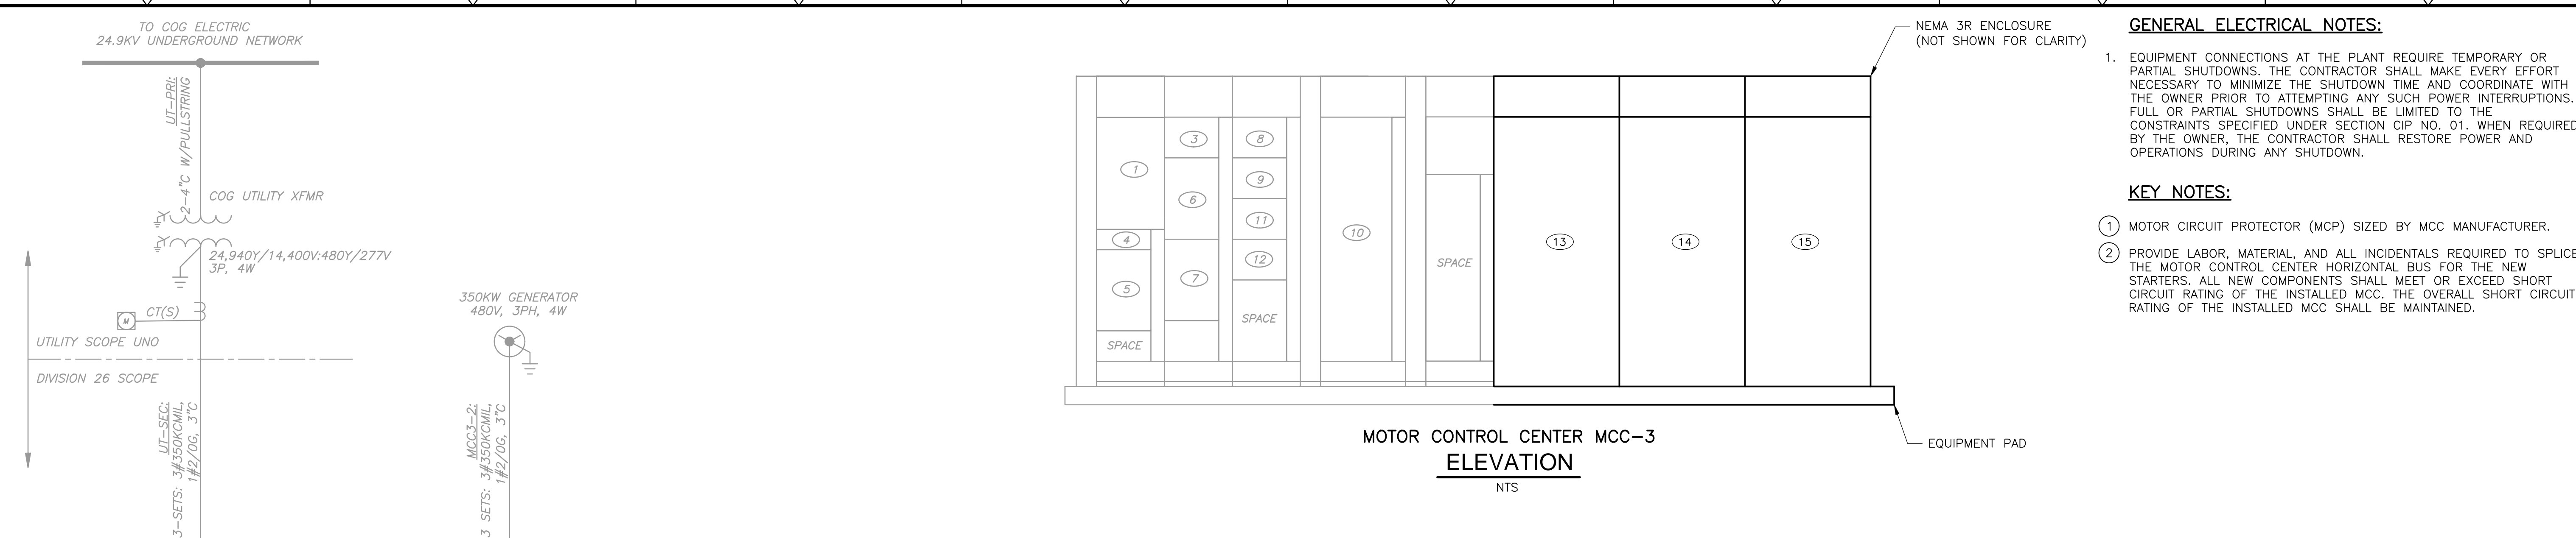 TO COG ELECTRIC
24.9KV UNDERGROUND NETWORK
UT-PRI:
2-4"C W/PULLSTRING
COG UTILITY XFMR
24,940Y/14,400V:480Y/277V
3P, 4W
CT(S)
M
UTILITY SCOPE UNO
DIVISION 26 SCOPE
UT-SEC:
3-SETS: 3#350KCMIL,
1#2/0G, 3"C
350KW GENERATOR
480V, 3PH, 4W
MCC3-2:
3 SETS: 3#350KCMIL,
1#2/0G, 3"C
NEMA 3R ENCLOSURE
(NOT SHOWN FOR CLARITY)
1
4
5
SPACE
3
6
7
8
9
11
12
SPACE
10
SPACE
13
14
15
EQUIPMENT PAD
MOTOR CONTROL CENTER MCC-3
ELEVATION
NTS
GENERAL ELECTRICAL NOTES:
1. EQUIPMENT CONNECTIONS AT THE PLANT REQUIRE TEMPORARY OR
PARTIAL SHUTDOWNS. THE CONTRACTOR SHALL MAKE EVERY EFFORT
NECESSARY TO MINIMIZE THE SHUTDOWN TIME AND COORDINATE WITH
THE OWNER PRIOR TO ATTEMPTING ANY SUCH POWER INTERRUPTIONS.
FULL OR PARTIAL SHUTDOWNS SHALL BE LIMITED TO THE
CONSTRAINTS SPECIFIED UNDER SECTION CIP NO. 01. WHEN REQUIRED
BY THE OWNER, THE CONTRACTOR SHALL RESTORE POWER AND
OPERATIONS DURING ANY SHUTDOWN.
KEY NOTES:
1 MOTOR CIRCUIT PROTECTOR (MCP) SIZED BY MCC MANUFACTURER.
2 PROVIDE LABOR, MATERIAL, AND ALL INCIDENTALS REQUIRED TO SPLICE
THE MOTOR CONTROL CENTER HORIZONTAL BUS FOR THE NEW
STARTERS. ALL NEW COMPONENTS SHALL MEET OR EXCEED SHORT
CIRCUIT RATING OF THE INSTALLED MCC. THE OVERALL SHORT CIRCUIT
RATING OF THE INSTALLED MCC SHALL BE MAINTAINED.